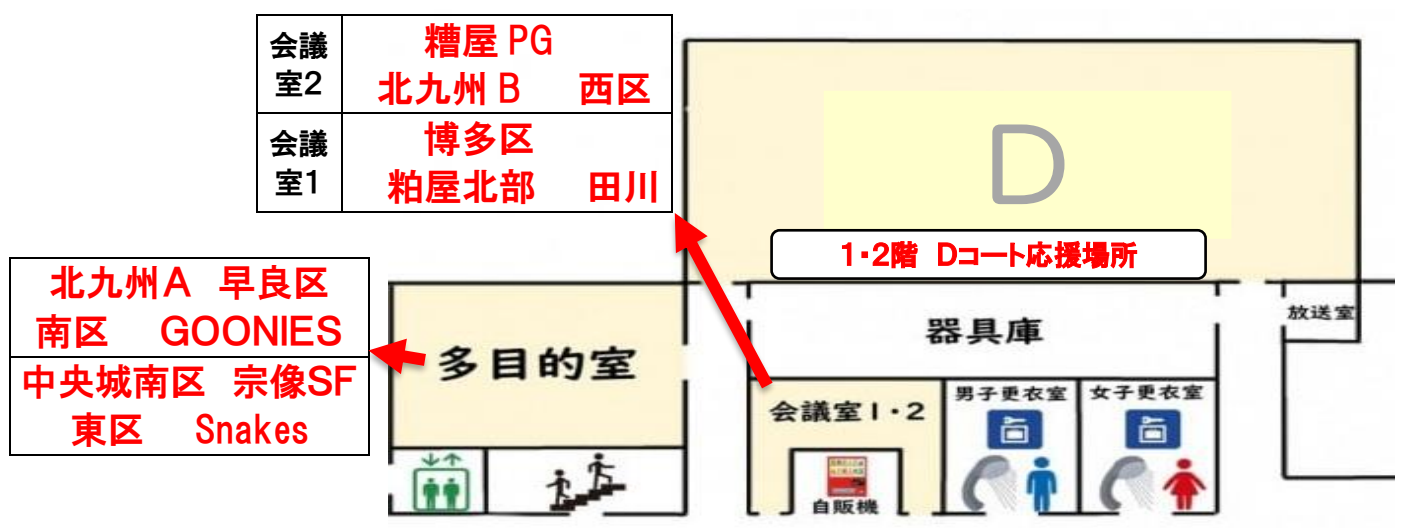 会議
室2
糟屋 PG
北九州 B 西区
会議
室1
博多区
粕屋北部 田川
D
1・2階 Dコート応援場所
北九州A 早良区
南区 GOONIES
中央城南区 宗像SF
東区 Snakes
多目的室
器具庫
放送室
会議室1・2
男子更衣室
女子更衣室
自販機